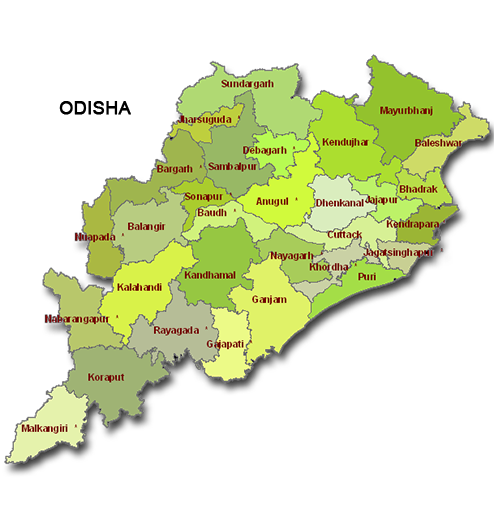 ODISHA
Sundargarh
Jharsuguda
Mayurbhanj
Kendujhar
Baleshwar
Debagarh
Sambalpur
Bargarh
Bhadrak
Sonapur
Anugul
Dhenkanal
Jajapur
Baudh
Balangir
Kendrapara
Cuttack
Nuapada
Nayagarh
Jagatsinghapur
Khordha
Kandhamal
Puri
Kalahandi
Ganjam
Nabarangapur
Rayagada
Gajapati
Koraput
Malkangiri